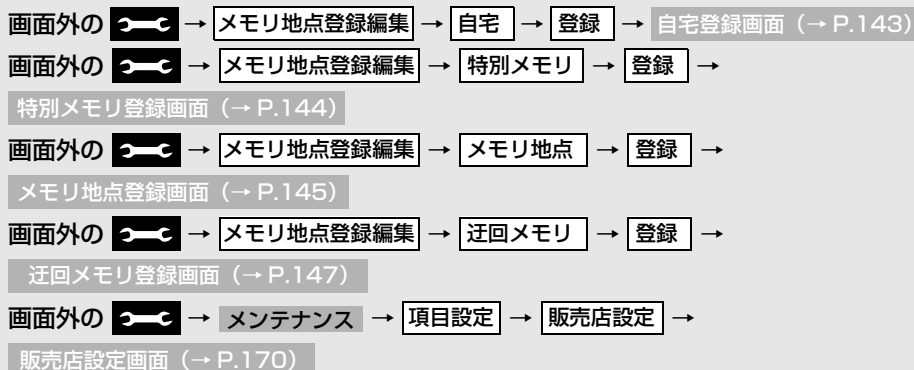 画面外の → メモリ地点登録編集 → 自宅 → 登録 → 自宅登録画面（→ P.143）
画面外の → メモリ地点登録編集 → 特別メモリ → 登録 →
特別メモリ登録画面（→ P.144）
画面外の → メモリ地点登録編集 → メモリ地点 → 登録 →
メモリ地点登録画面（→ P.145）
画面外の → メモリ地点登録編集 → 迂回メモリ → 登録 →
迂回メモリ登録画面（→ P.147）
画面外の → メンテナンス → 項目設定 → 販売店設定 →
販売店設定画面（→ P.170）